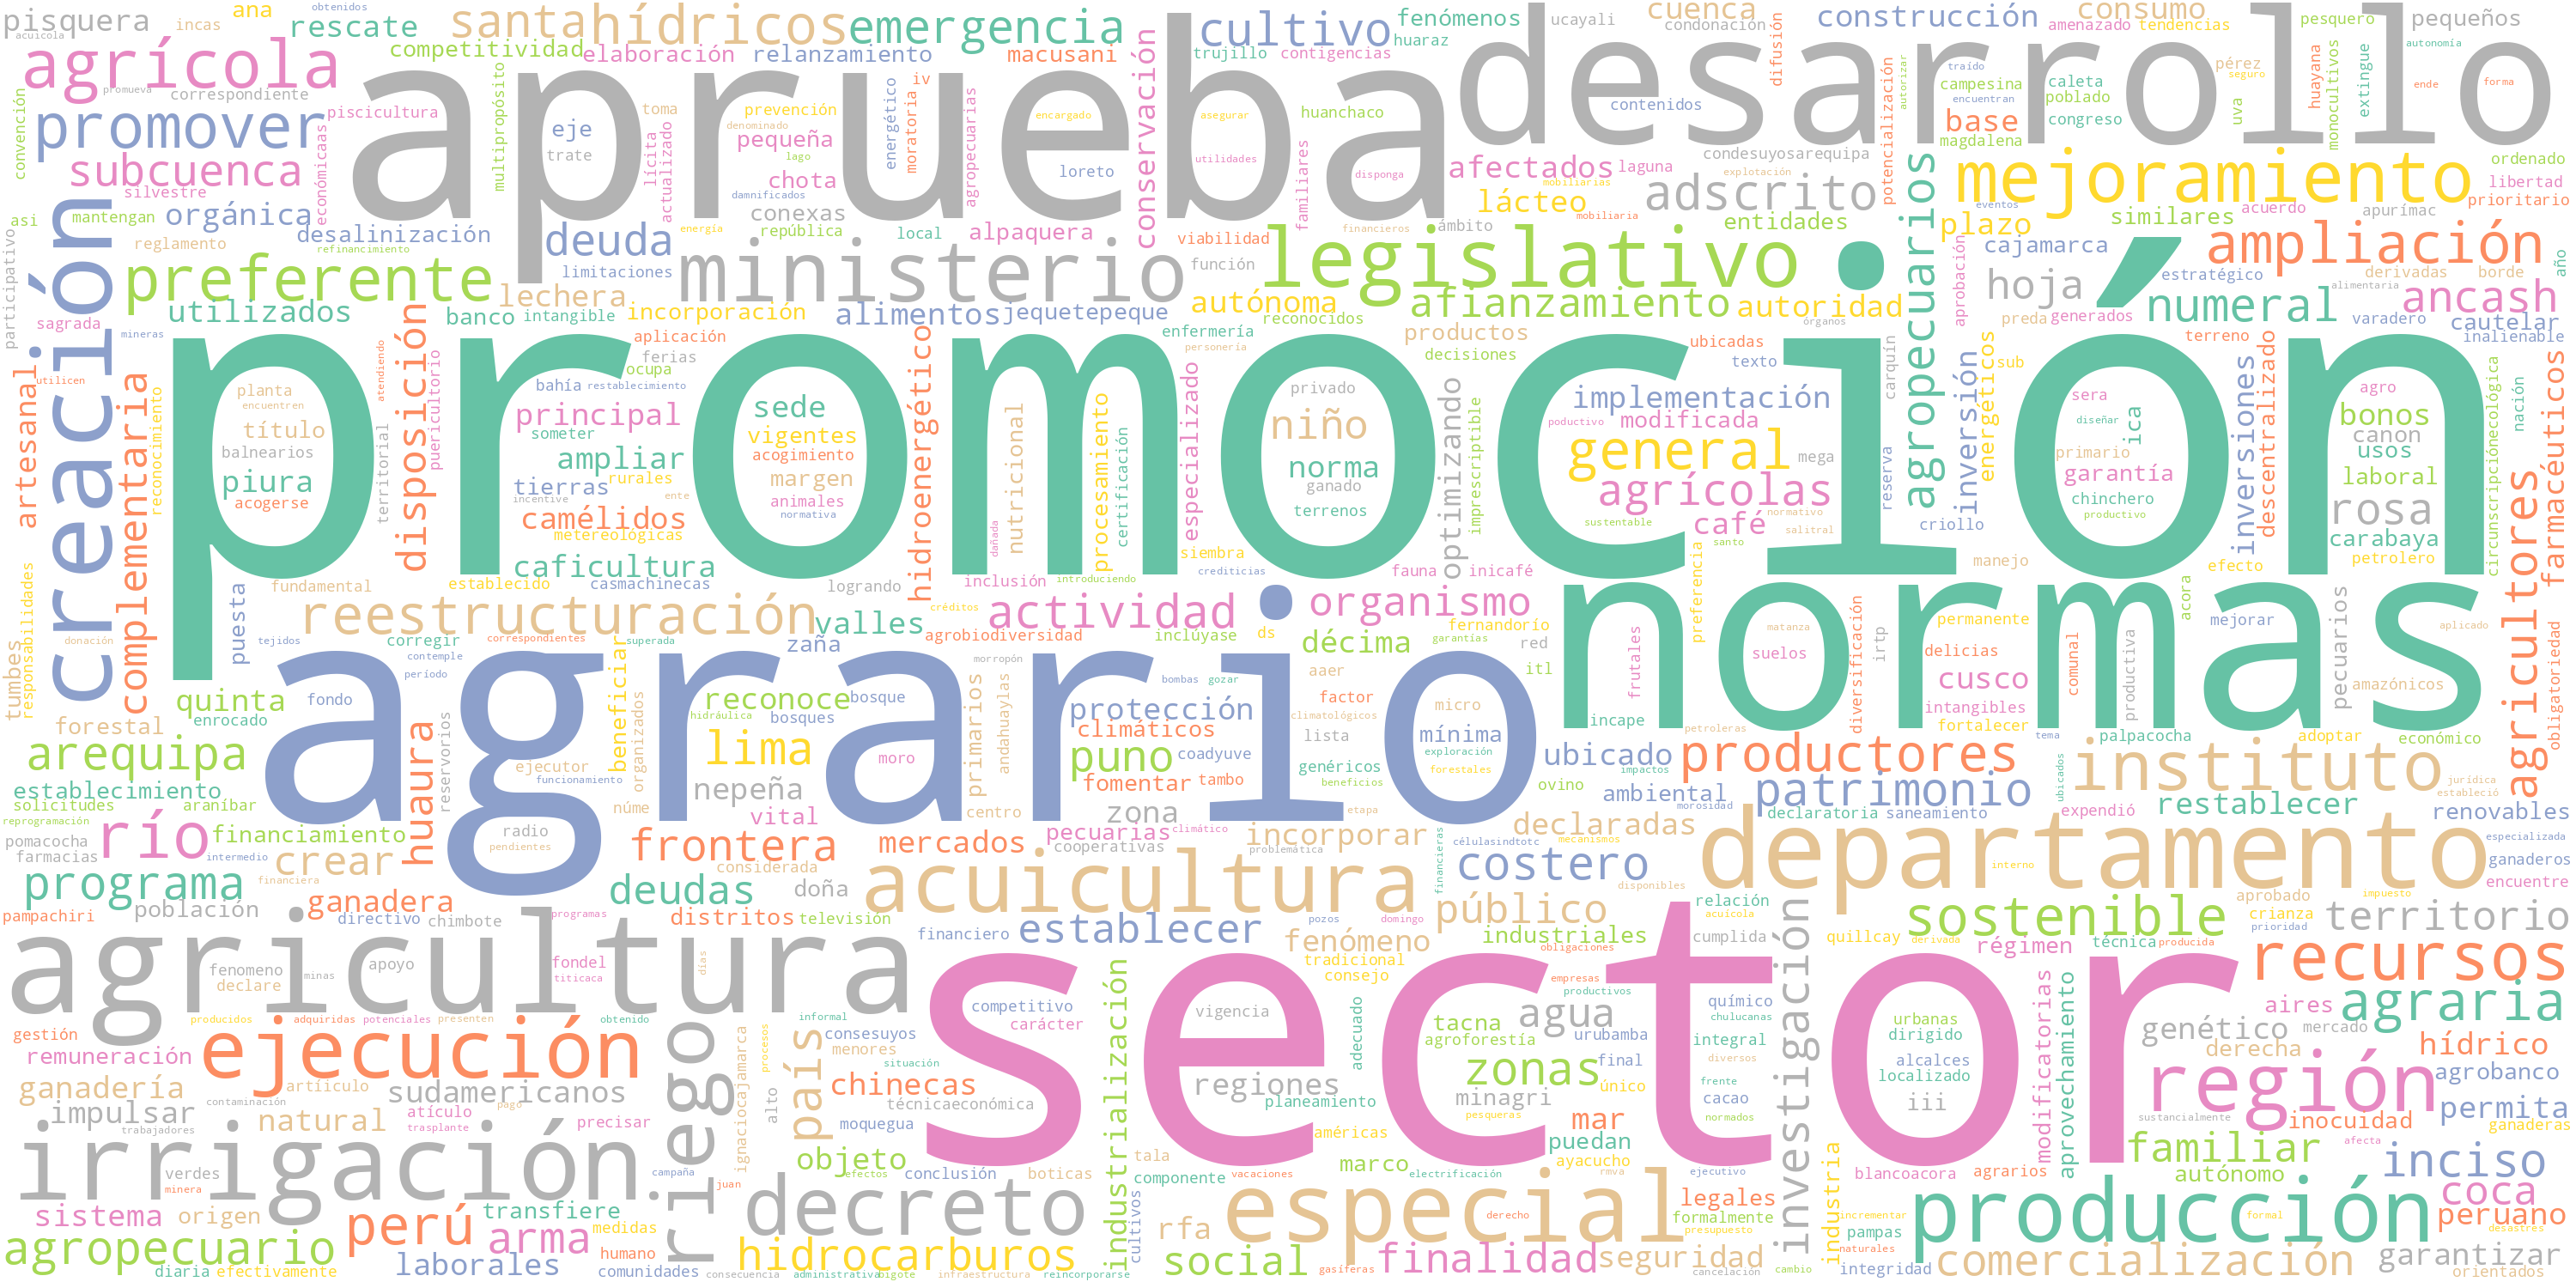 pisquera
acuicola
incas
ana
obtenidos
rescate
santa
hídricos
emergencia
cultivo
fenómenos
huaraz
ucayali
condonación
cuenca
construcción
consumo
amenazado
tendencias
pesquero
pequeños
agrícola
competitividad
elaboración
relanzamiento
macusani
conservación
trujillo
contigencias
difusión
autonomía
aprueba
desarrollo
promueva
correspondiente
convención
promover
piscicultura
multipropósito
toma
prevención
denominado
iv
energético
moratoria
agropecuarias
encargado
asegurar
huanchaco
contenidos
potencialización
autorizar
traído
campesina
encuentran
caleta
poblado
pérez
seguro
uva
monocultivos
huayana
extingue
ende
forma
base
congreso
magdalena
subcuenca
económicaas
eje
trate
lícita
actualizado
pequeña
lago
chota
damnificados
loreto
utilidades
familiares
disponga
afectados
laguna
condesuyosarequipa
explotación
mejoramiento
ordenado
libertad
prioritario
silvestre
creación
asi
mantengan
orgánica
conexas
república
local
alpaquera
lácteo
mobiliarias
mobiliaria
adscrito
agropecuarios
plazo
eventos
similares
acuerdo
apurímac
participativo
reglamento
desalinización
refinanciamiento
deuda
energía
limitaciones
ministerio
viabilidad
función
financieros
ámbito
entidades
legislativo
aprobación
cajamarca
ampliación
estratégico
derivadas
borde
año
preferente
lechera
incorporación
autónoma
afianzamiento
autoridad
hoja
numeral
alimentaria
ancash
sagrada
mineras
utilizados
banco
intangible
alimentos
jequetepeque
reconocidos
órganos
preda
generados
varadero
cautelar
inalienable
artesanal
utilicen
complementaria
reconocimiento
disposición
atendiendo
puericultorio
territorial
aplicación
ferias
ocupa
bahía
restablecimiento
hidroenergético
enfermería
personería
productos
decisiones
ubicadas
texto
carquín
inversión
energéticos
sub
terreno
inversiones
descentralizado
circunscripciónecológica
nación
farmacéuticos
promoción
planta
encuentren
título
balnearios
piura
acogerse
principal
someter
ampliar
tierras
rurales
incentive
ente
camélidos
metereológicas
caficultura
sede
vigentes
acogimiento
margen
animales
normativa
nutricional
dañada
procesamiento
certificación
especializado
siembra
crediticias
privado
niño
norma
ganado
terrenos
optimizando
imprescriptible
poductivo
implementación
modificada
general
mega
agrícolas
café
sustentable
normativo
salitral
santo
reserva
criollo
sera
diseñar
ica
primario
garantía
chinchero
productivo
agro
bonos
canon
usos
laboral
rosa
carabaya
petrolero
responsabilidades
tumbes
donación
fundamental
establecido
casmachinecas
logrando
inclusión
introduciendo
fauna
inicafé
preferencia
manejo
efecto
agricultores
obligatoriedad
puesta
tejidos
reestructuración
corregir
correspondientes
contemple
período
superada
valles
créditos
actividad
agrobiodiversidad
inclúyase
ds
organismo
fernandorío
garantías
décima
red
itl
frutales
normas
matanza
suelos
diversificación
irtp
permanente
delicias
cusco
intangibles
fortalecer
comunal
productiva
acora
mejorar
pecuarios
aplicado
amazónicos
quinta
enrocado
forestal
fondo
agrario
beneficiar
organizados
zaña
reconoce
hidráulica
bosque
bosques
moro
primarios
morropón
andahuaylas
bombas
gozar
protección
climáticos
climatológicos
aaer
factor
lista
micro
mínima
exploración
forestales
incape
petroleras
tema
palpacocha
adoptar
económico
arequipa
huaura
reservorios
ejecutor
funcionamiento
lima
puno
coadyuve
fomentar
tambo
genéricos
beneficios
ubicado
impactos
ovino
productores
ubicados
instituto
jurídica
estableció
establecimiento
solicitudes
araníbar
reprogramación
núme
nepeña
vital
centro
zona
etapa
ambiental
morosidad
patrimonio
expendió
restablecer
renovables
pomacocha
farmacias
río
financiamiento
intermedio
crear
radio
pendientes
frontera
considerada
mercados
pecuarias
climático
cooperativas
incorporar
problemática
financieras
célulasindtotc
mecanismos
declaradas
declaratoria
saneamiento
departamento
interno
especializada
ganaderos
encuentre
programa
financiera
ganadera
deudas
doña
acuicultura
costero
disponibles
aprobado
impuesto
pampachiri
población
directivo
chimbote
programas
distritos
televisión
financiero
establecer
pozos
domingo
público
relación
acuícola
sostenible
crianza
prioridad
territorio
agricultura
fenomeno
declare
minas
apoyo
fondel
titicaca
días
fenómeno
tradicional
consejo
industriales
obligaciones
empresas
productivos
cumplida
investigación
quillcay
derivada
régimen
técnica
producida
recursos
sector
competitivo
carácter
vigencia
adecuado
tacna
agroforestía
agua
urubamba
químico
chulucanas
integral
urbanas
dirigido
alcalces
localizado
iii
modificatorias
aprovechamiento
aires
agraria
genético
mercado
derecha
hídrico
producidos
adquiridas
potenciales
presenten
obtenido
gestión
remuneración
ejecución
riego
ignaciocajamarca
procesos
informal
país
consesuyos
menores
situación
industrialización
chinecas
regiones
planeamiento
técnicaeconómica
zonas
final
único
minagri
pesqueras
diversos
frente
cacao
normados
región
sustancialmente
agrobanco
permita
ganaderas
inocuidad
ganadería
artíiculo
sudamericanos
contaminación
pago
impulsar
trabajadores
natural
atículo
trasplante
precisar
alto
moquegua
américas
mar
puedan
ayacucho
rmva
familiar
afecta
irrigación
verdes
minera
campaña
juan
objeto
efectos
conclusión
boticas
tala
componente
vacaciones
marco
electrificación
ejecutivo
blancoacora
agrarios
autónomo
inciso
sistema
origen
perú
transfiere
arma
medidas
decreto
cultivos
rfa
especial
derecho
legales
formalmente
presupuesto
industria
incrementar
pampas
producción
formal
coca
peruano
desastres
agropecuario
diaria
efectivamente
laborales
humano
comunidades
consecuencia
hidrocarburos
administrativa
bigote
infraestructura
reincorporarse
social
gasíferas
finalidad
seguridad
cancelación
cambio
naturales
integridad
comercialización
garantizar
orientados